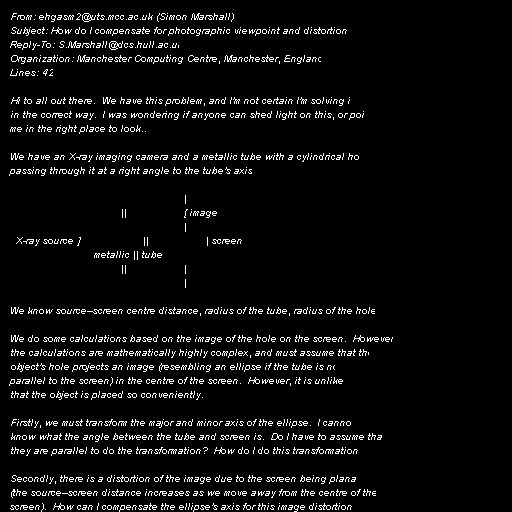 From: ehgasm2@uts.mcc.ac.uk (Simon Marshall)
Subject: How do I compensate for photographic viewpoint and distortion
Reply-To: S.Marshall@dcs.hull.ac.u
Organization: Manchester Computing Centre, Manchester, Englan
Lines: 42
Hi to all out there. We have this problem, and I'm not certain I'm solving i
in the correct way. I was wondering if anyone can shed light on this, or poi
me in the right place to look..
We have an X-ray imaging camera and a metallic tube with a cylindrical ho
passing through it at a right angle to the tube's axis
|
|| [ image
|
X-ray source ] || | screen
metallic || tube
|| |
|
We know source-screen centre distance, radius of the tube, radius of the hole
We do some calculations based on the image of the hole on the screen. However
the calculations are mathematically highly complex, and must assume that th
object's hole projects an image (resembling an ellipse if the tube is no
parallel to the screen) in the centre of the screen. However, it is unlike
that the object is placed so conveniently.
Firstly, we must transform the major and minor axis of the ellipse. I canno
know what the angle between the tube and screen is. Do I have to assume tha
they are parallel to do the transformation? How do I do this transformation
Secondly, there is a distortion of the image due to the screen being plana
(the source-screen distance increases as we move away from the centre of the
screen). How can I compensate the ellipse's axis for this image distortion